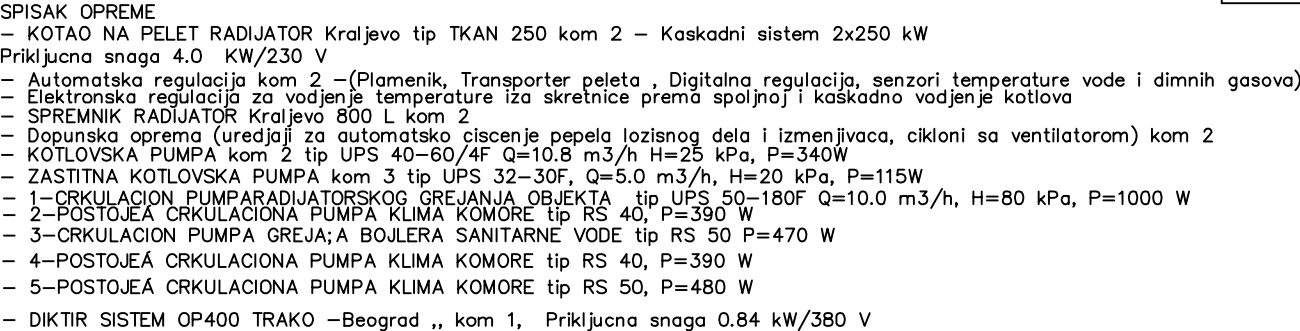 SPISAK OPREME
– KOTAO NA PELET RADIJATOR Kraljevo tip TKAN 250 kom 2 – Kaskadni sistem 2x250 kW
Prikljucna snaga 4.0 KW/230 V
– Automatska regulacija kom 2 –(Plamenik, Transporter peleta , Digitalna regulacija, senzori temperature vode i dimnih gasova)
– Elektronska regulacija za vodjenje temperature iza skretnice prema spoljnoj i kaskadno vodjenje kotlova
– SPREMNIK RADIJATOR Kraljevo 800 L kom 2
– Dopunska oprema (uredjaji za automatsko ciscenje pepela lozisnog dela i izmenjivaca, cikloni sa ventilatorom) kom 2
– KOTLOVSKA PUMPA kom 2 tip UPS 40–60/4F Q=10.8 m3/h H=25 kPa, P=340W
– ZASTITNA KOTLOVSKA PUMPA kom 3 tip UPS 32–30F, Q=5.0 m3/h, H=20 kPa, P=115W
– 1–CRKULACION PUMPARADIJATORSKOG GREJANJA OBJEKTA tip UPS 50–180F Q=10.0 m3/h, H=80 kPa, P=1000 W
– 2–POSTOJEÁ CRKULACIONA PUMPA KLIMA KOMORE tip RS 40, P=390 W
– 3–CRKULACION PUMPA GREJA;A BOJLERA SANITARNE VODE tip RS 50 P=470 W
– 4–POSTOJEÁ CRKULACIONA PUMPA KLIMA KOMORE tip RS 40, P=390 W
– 5–POSTOJEÁ CRKULACIONA PUMPA KLIMA KOMORE tip RS 50, P=480 W
– DIKTIR SISTEM OP400 TRAKO –Beograd ,, kom 1, Prikljucna snaga 0.84 kW/380 V